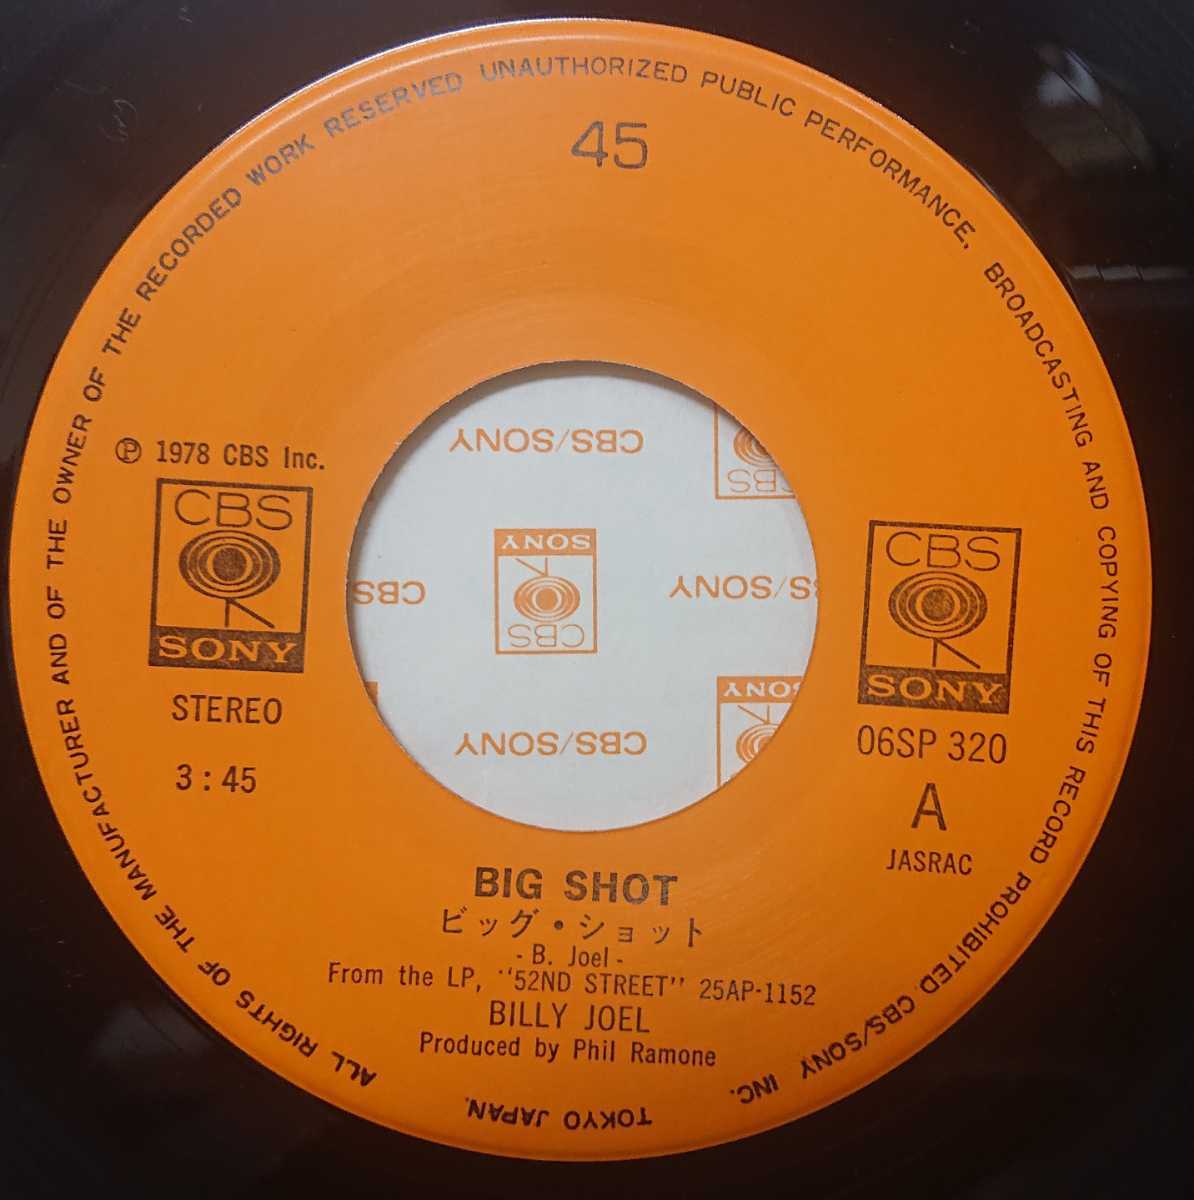 ALL RIGHTS OF THE MANUFACTURER AND OF THE OWNER OF THE RECORDED WORK RESERVED UNAUTHORIZED PUBLIC PERFORMANCE, BROADCASTING AND COPYING OF THIS RECORD PROHIBITED. CBS/SONY INC. TOKYO JAPAN.
45
Ⓟ 1978 CBS Inc.
CBS
SONY
STEREO
3:45
CBS/SONY
CBS
CBS/SONY
SONY
CBS
CBS/SONY
SONY
CBS/SONY
CBS
SONY
06SP 320
A
JASRAC
BIG SHOT
ビッグ・ショット
- B. Joel -
From the LP, "52ND STREET" 25AP-1152
BILLY JOEL
Produced by Phil Ramone